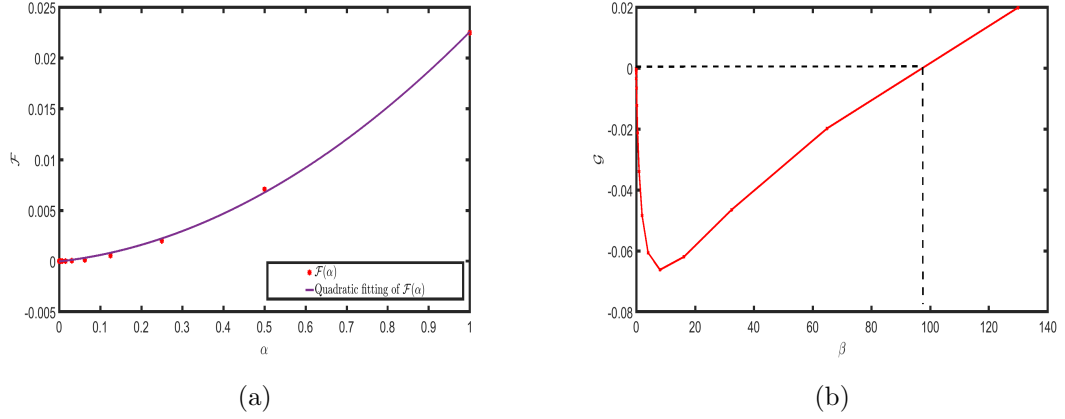 0.025
0.02
0.015
0.01
0.005
0
-0.005
ℱ
0 0.1 0.2 0.3 0.4 0.5 0.6 0.7 0.8 0.9 1
α
ℱ(α)
Quadratic fitting of ℱ(α)
(a)
0.02
0
-0.02
-0.04
-0.06
-0.08
𝒢
0 20 40 60 80 100 120 140
β
(b)